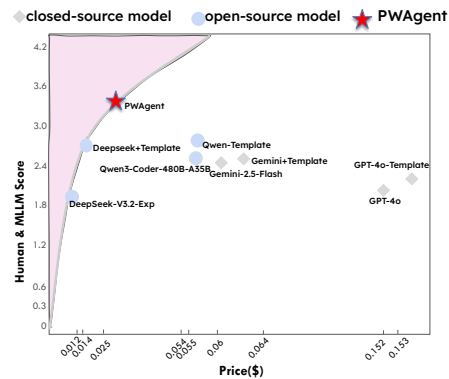 closed-source model open-source model PWAgent
4.2
3.6
3.0
2.4
1.8
1.2
0.6
0.3
0
Human & MLLM Score
PWAgent
Deepseek+Template
Qwen-Template
Qwen3-Coder-480B-A35B
Gemini+Template
Gemini-2.5-Flash
GPT-4o-Template
GPT-4o
DeepSeek-V3.2-Exp
0.012 0.014 0.025 0.054 0.055 0.06 0.064 0.152 0.153
Price($)